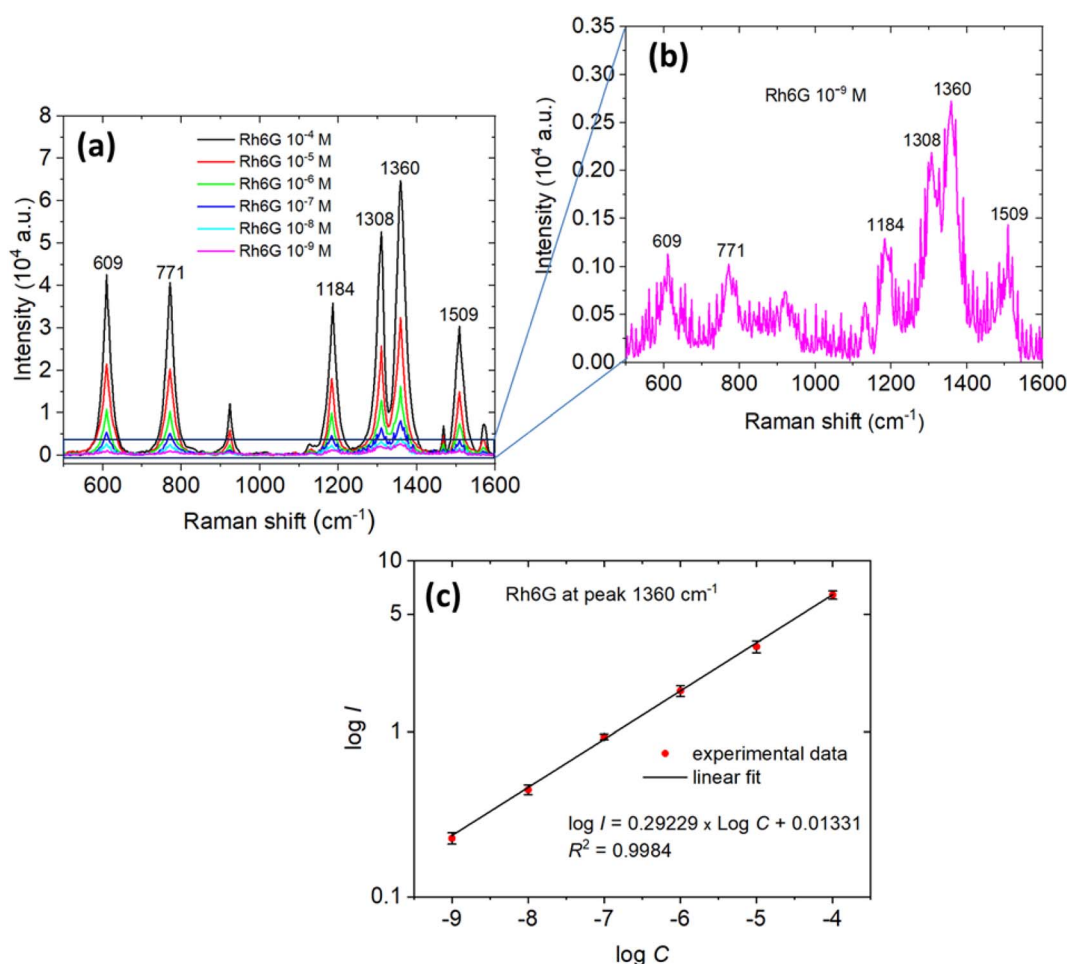 (a)
Rh6G 10⁻⁴ M
Rh6G 10⁻⁵ M
Rh6G 10⁻⁶ M
Rh6G 10⁻⁷ M
Rh6G 10⁻⁸ M
Rh6G 10⁻⁹ M
609
771
1184
1308
1360
1509
8
7
6
5
4
3
2
1
0
Intensity (10⁴ a.u.)
600 800 1000 1200 1400 1600
Raman shift (cm⁻¹)
(b)
Rh6G 10⁻⁹ M
609
771
1184
1308
1360
1509
0.35
0.30
0.25
0.20
0.15
0.10
0.05
0.00
Intensity (10⁴ a.u.)
600 800 1000 1200 1400 1600
Raman shift (cm⁻¹)
(c)
Rh6G at peak 1360 cm⁻¹
10
5
1
0.1
log I
experimental data
linear fit
log I = 0.29229 x Log C + 0.01331
R² = 0.9984
-9 -8 -7 -6 -5 -4
log C